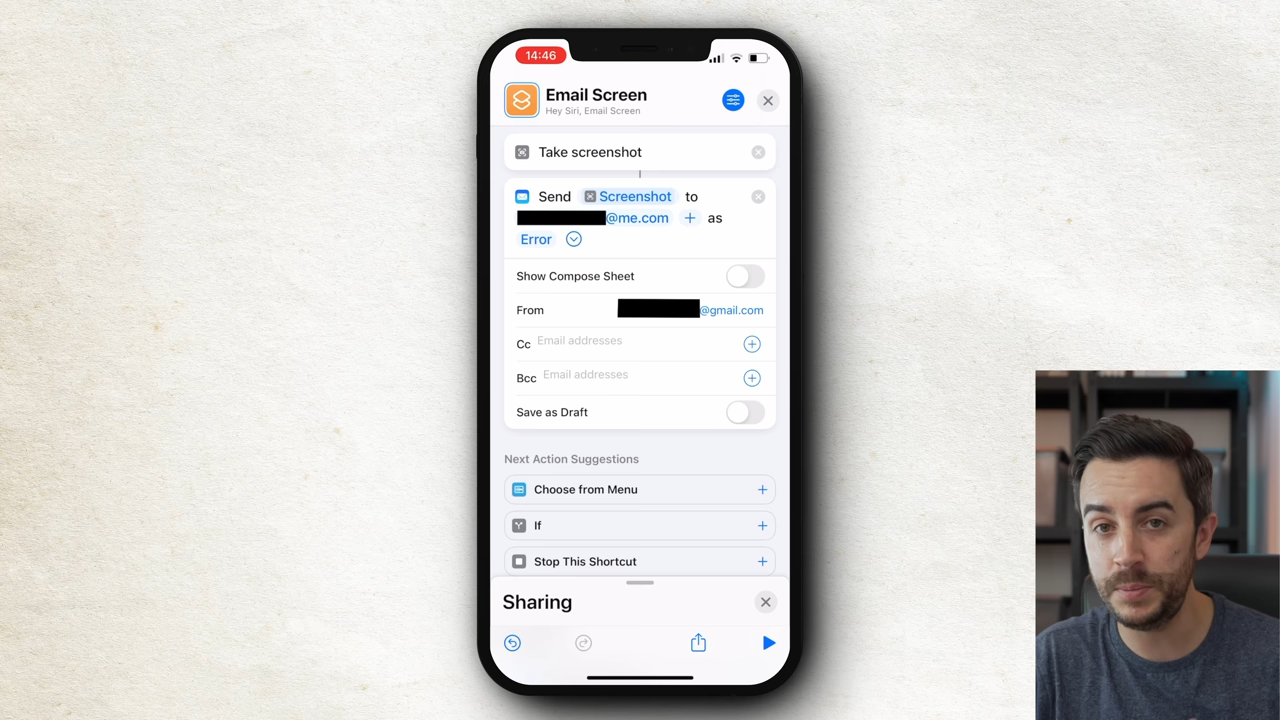 14:46
Email Screen
Hey Siri, Email Screen
Take screenshot
Send Screenshot to
@me.com + as
Error
Show Compose Sheet
From @gmail.com
Cc Email addresses
Bcc Email addresses
Save as Draft
Next Action Suggestions
Choose from Menu
If
Stop This Shortcut
Sharing